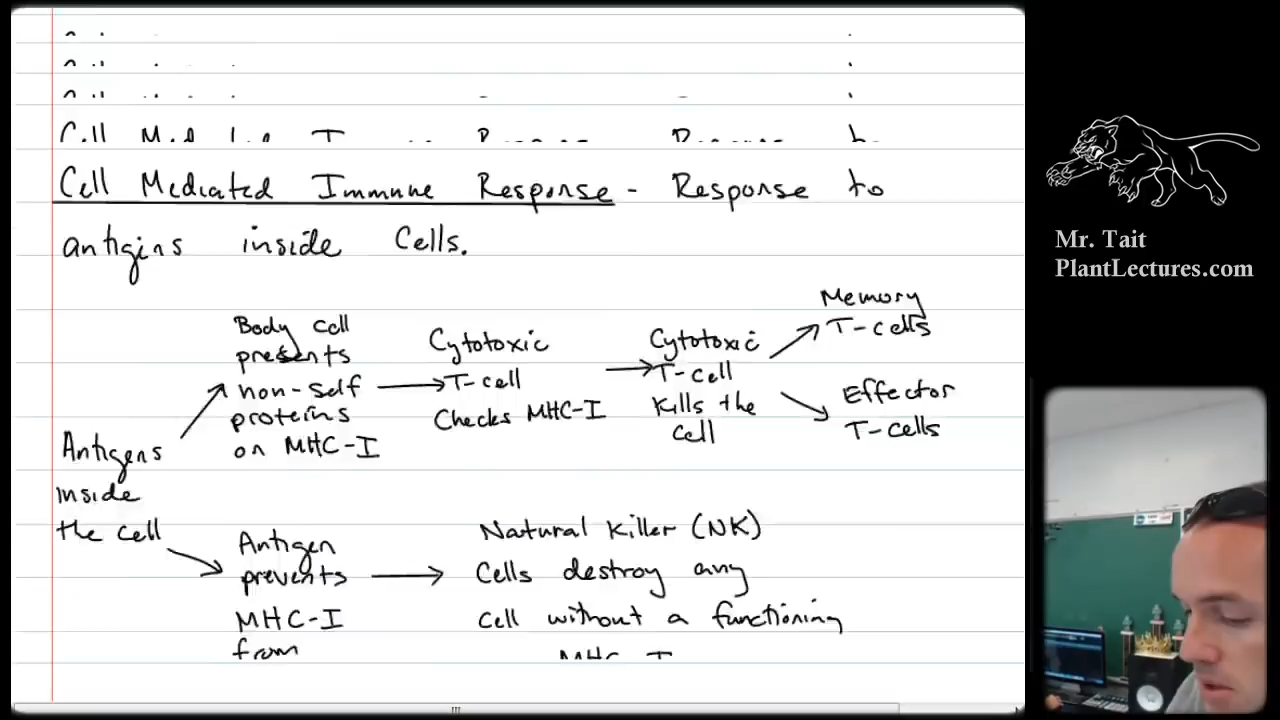 Cell Mediated Immune Response - Response to
antigins inside Cells.
Body cell
presents
non-self
proteins
on MHC-I
Cytotoxic
T-cell
Checks MHC-I
Cytotoxic
T-cell
Kills the
cell
Memory
T-cells
Effector
T-cells
Antigens
inside
the cell
Antigen
prevents
MHC-I
from
Natural Killer (NK)
Cells destroy any
cell without a functioning
MHC-I
Mr. Tait
PlantLectures.com